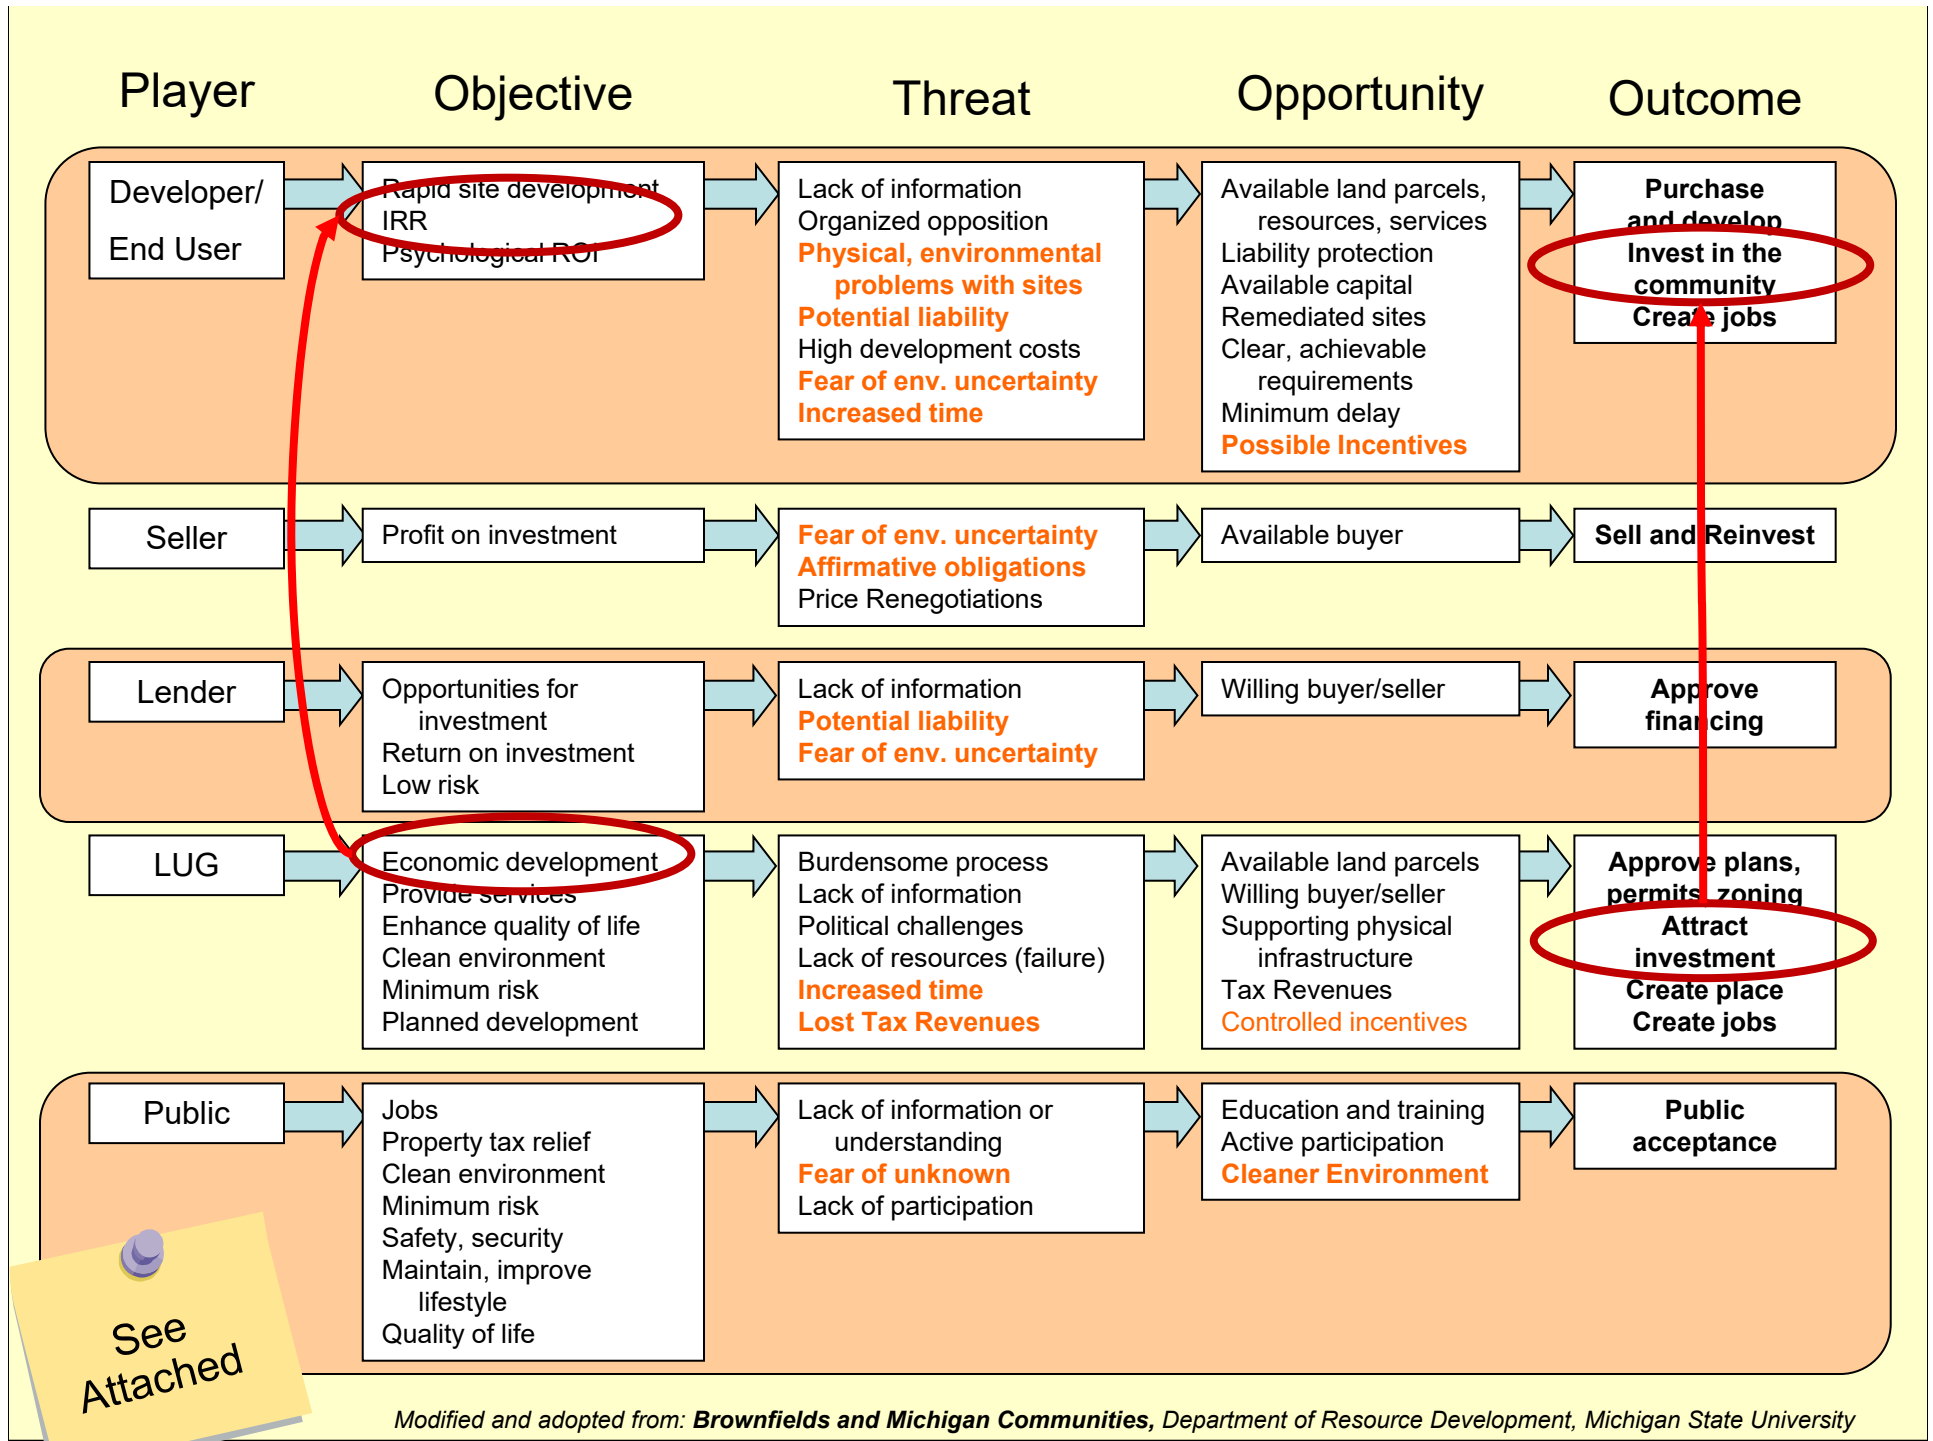 Player
Objective
Threat
Opportunity
Outcome
Developer/
End User
Rapid site development
IRR
Psychological ROI
Lack of information
Organized opposition
Physical, environmental
problems with sites
Potential liability
High development costs
Fear of env. uncertainty
Increased time
Available land parcels,
resources, services
Liability protection
Available capital
Remediated sites
Clear, achievable
requirements
Minimum delay
Possible Incentives
Purchase
and develop
Invest in the
community
Create jobs
Seller
Profit on investment
Fear of env. uncertainty
Affirmative obligations
Price Renegotiations
Available buyer
Sell and Reinvest
Lender
Opportunities for
investment
Return on investment
Low risk
Lack of information
Potential liability
Fear of env. uncertainty
Willing buyer/seller
Approve
financing
LUG
Economic development
Provide services
Enhance quality of life
Clean environment
Minimum risk
Planned development
Burdensome process
Lack of information
Political challenges
Lack of resources (failure)
Increased time
Lost Tax Revenues
Available land parcels
Willing buyer/seller
Supporting physical
infrastructure
Tax Revenues
Controlled incentives
Approve plans,
permits, zoning
Attract
investment
Create place
Create jobs
Public
Jobs
Property tax relief
Clean environment
Minimum risk
Safety, security
Maintain, improve
lifestyle
Quality of life
Lack of information or
understanding
Fear of unknown
Lack of participation
Education and training
Active participation
Cleaner Environment
Public
acceptance
See
Attached
Modified and adopted from: Brownfields and Michigan Communities, Department of Resource Development, Michigan State University